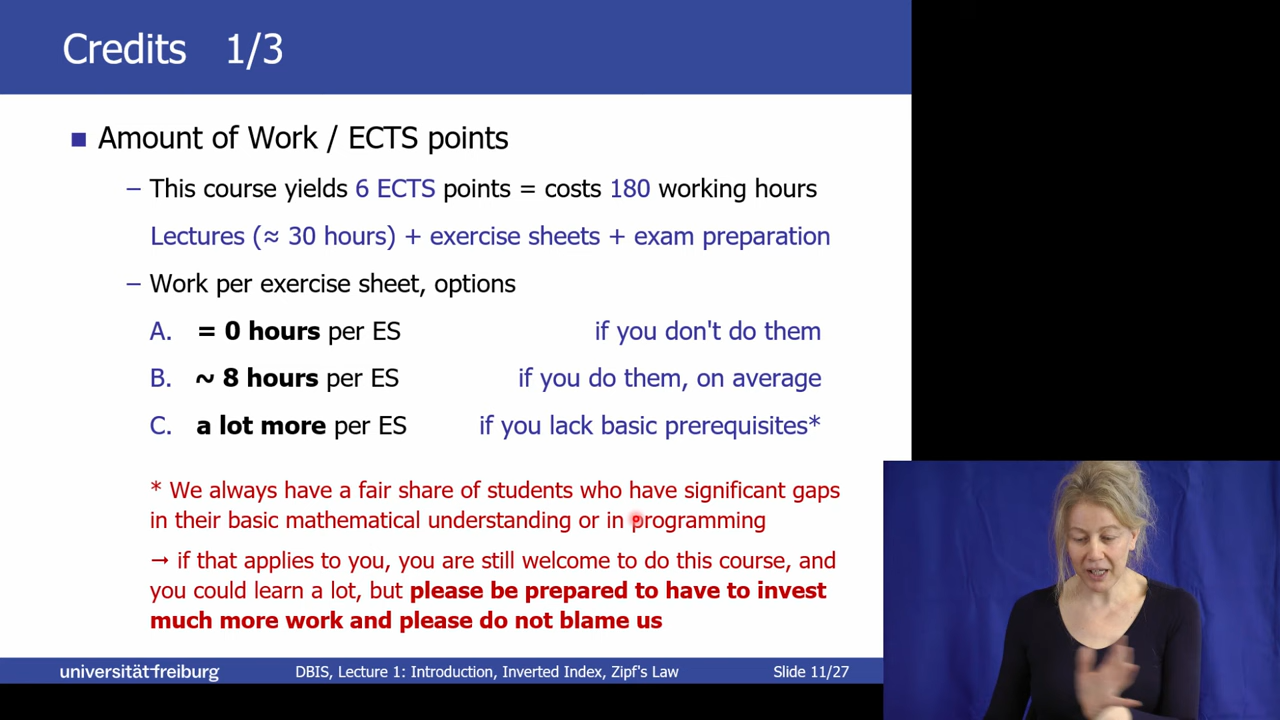 Credits 1/3
Amount of Work / ECTS points
– This course yields 6 ECTS points = costs 180 working hours
Lectures (≈ 30 hours) + exercise sheets + exam preparation
– Work per exercise sheet, options
A. = 0 hours per ES if you don't do them
B. ~ 8 hours per ES if you do them, on average
C. a lot more per ES if you lack basic prerequisites*
* We always have a fair share of students who have significant gaps
in their basic mathematical understanding or in programming
→ if that applies to you, you are still welcome to do this course, and
you could learn a lot, but please be prepared to have to invest
much more work and please do not blame us
universität freiburg DBIS, Lecture 1: Introduction, Inverted Index, Zipf's Law Slide 11/27